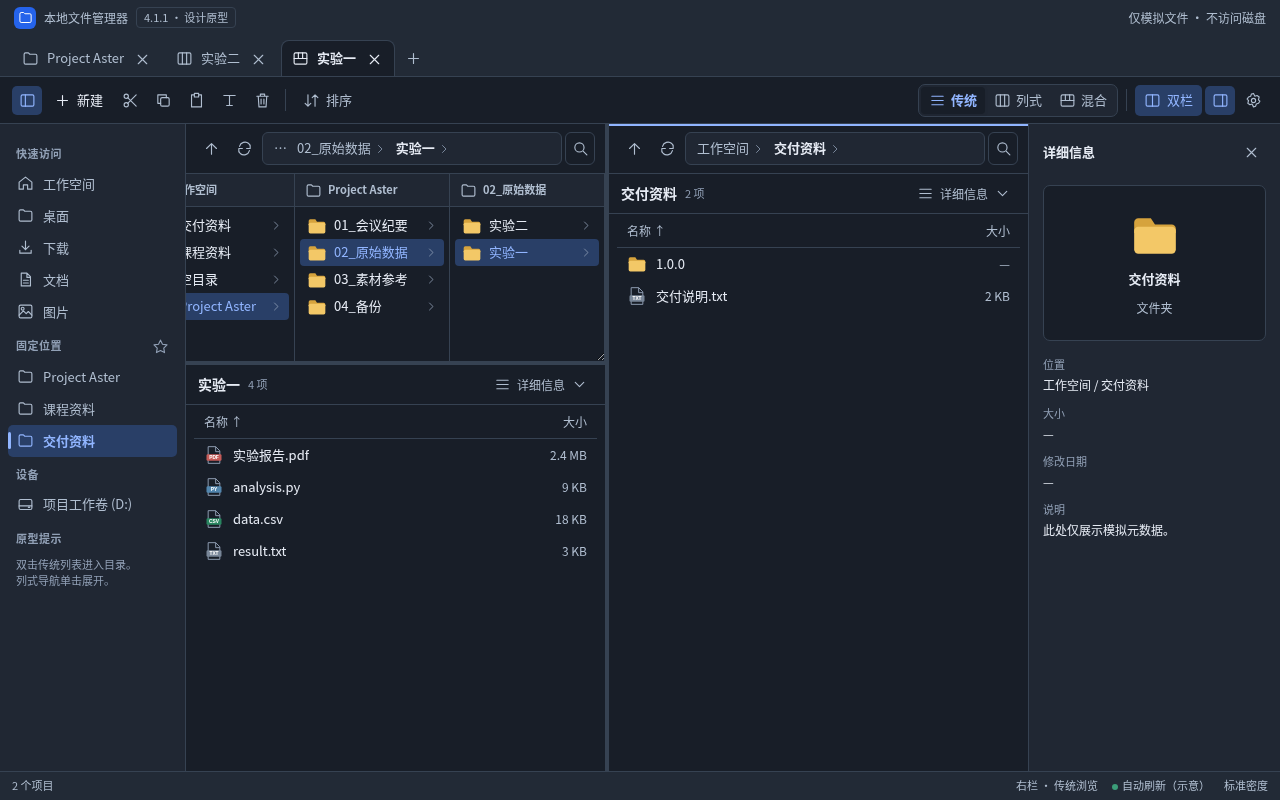 本地文件管理器 4.1.1 · 设计原型 仅模拟文件 · 不访问磁盘
Project Aster 实验二 实验一
新建 排序 传统 列式 混合 双栏
快速访问
工作空间
桌面
下载
文档
图片
固定位置
Project Aster
课程资料
交付资料
设备
项目工作卷 (D:)
原型提示
双击传统列表进入目录。
列式导航单击展开。
··· 02_原始数据 实验一
作空间 Project Aster 02_原始数据
交付资料 01_会议纪要 实验二
课程资料 02_原始数据 实验一
空目录 03_素材参考
Project Aster 04_备份
实验一 4 项 详细信息
名称 ↑ 大小
实验报告.pdf 2.4 MB
analysis.py 9 KB
data.csv 18 KB
result.txt 3 KB
工作空间 交付资料
交付资料 2 项 详细信息
名称 ↑ 大小
1.0.0 —
交付说明.txt 2 KB
详细信息
交付资料
文件夹
位置
工作空间 / 交付资料
大小
—
修改日期
—
说明
此处仅展示模拟元数据。
2 个项目 右栏 · 传统浏览 自动刷新（示意） 标准密度